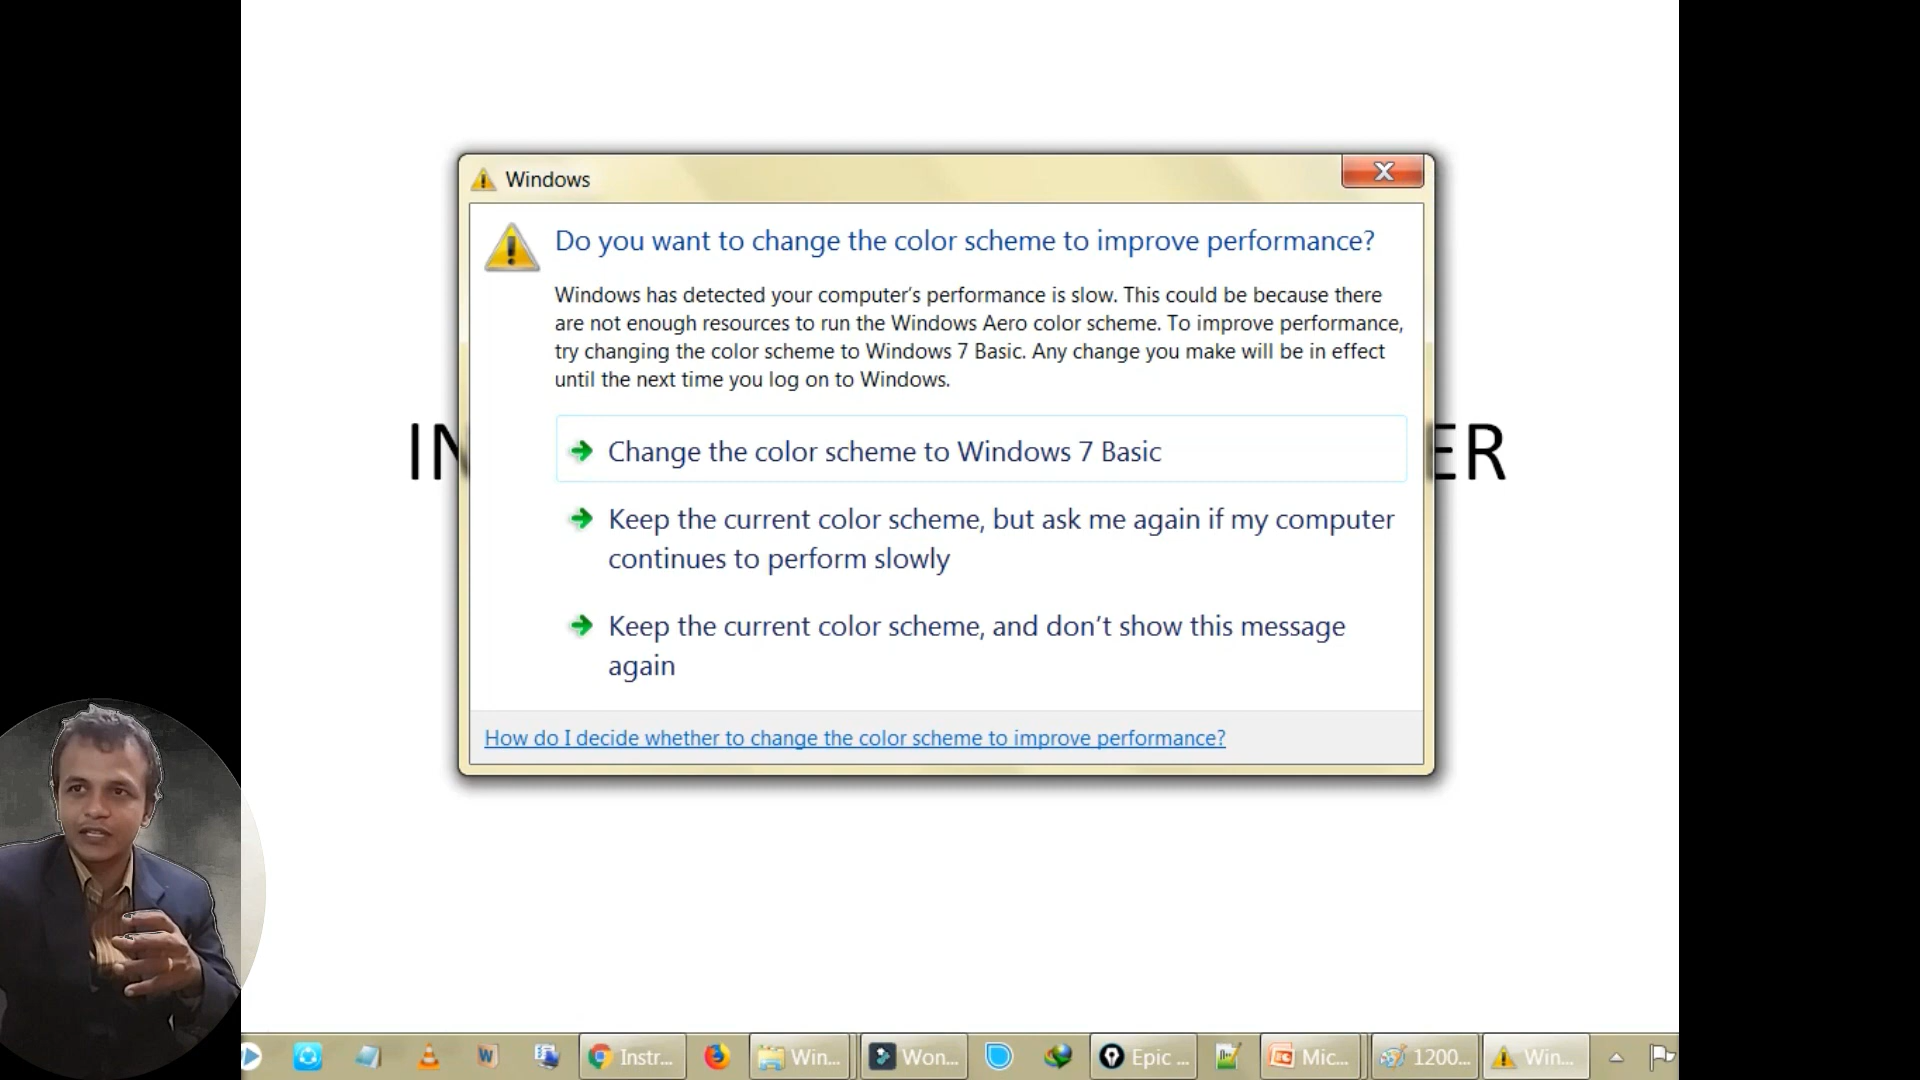 Windows
Do you want to change the color scheme to improve performance?
Windows has detected your computer's performance is slow. This could be because there
are not enough resources to run the Windows Aero color scheme. To improve performance,
try changing the color scheme to Windows 7 Basic. Any change you make will be in effect
until the next time you log on to Windows.
Change the color scheme to Windows 7 Basic
IN
ER
Keep the current color scheme, but ask me again if my computer
continues to perform slowly
Keep the current color scheme, and don't show this message
again
How do I decide whether to change the color scheme to improve performance?
Instr... Win... Won... Epic ... Mic... 1200... Win...